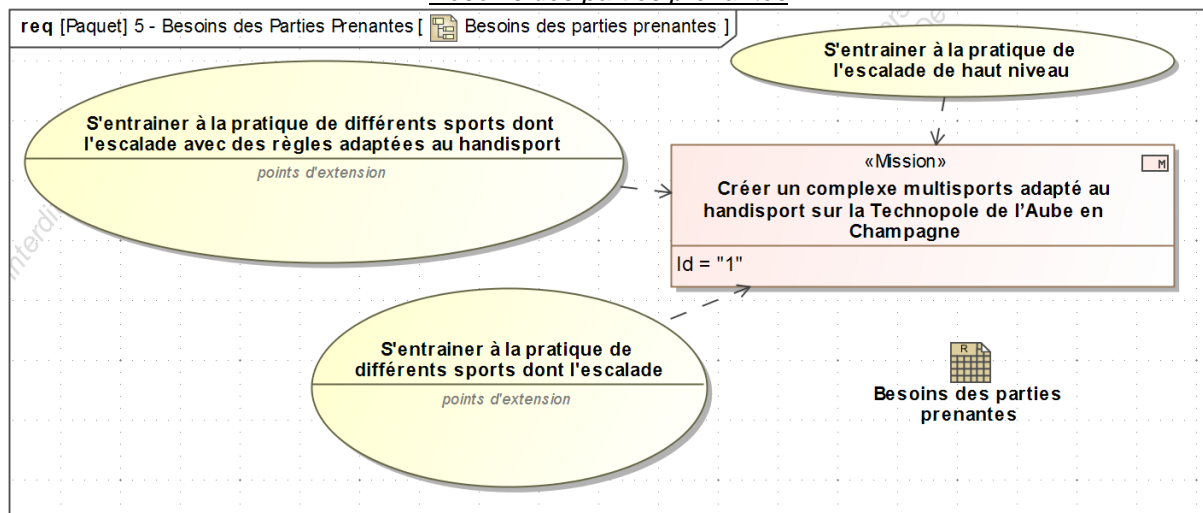 req [Paquet] 5 - Besoins des Parties Prenantes [ Besoins des parties prenantes ]
S'entrainer à la pratique de
l'escalade de haut niveau
S'entrainer à la pratique de différents sports dont
l'escalade avec des règles adaptées au handisport
points d'extension
«Mission»
M
Créer un complexe multisports adapté au
handisport sur la Technopole de l'Aube en
Champagne
Id = "1"
S'entrainer à la pratique de
différents sports dont l'escalade
points d'extension
R
Besoins des parties
prenantes